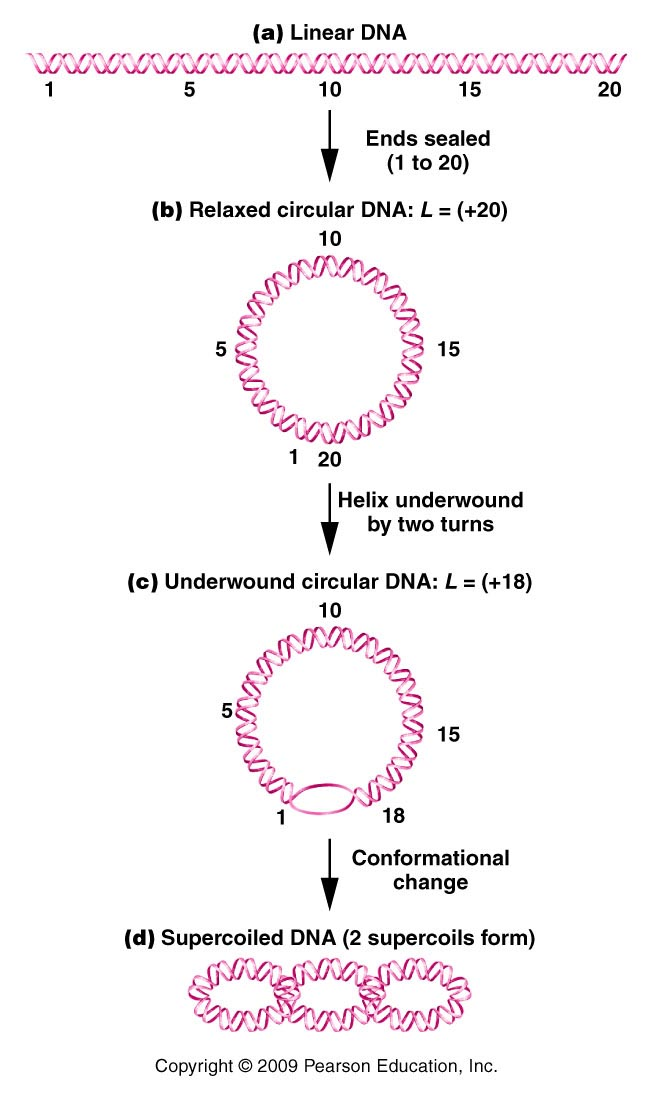 (a) Linear DNA
1 5 10 15 20
Ends sealed
(1 to 20)
(b) Relaxed circular DNA: L = (+20)
10
5 15
1 20
Helix underwound
by two turns
(c) Underwound circular DNA: L = (+18)
10
5
15
1 18
Conformational
change
(d) Supercoiled DNA (2 supercoils form)
Copyright © 2009 Pearson Education, Inc.